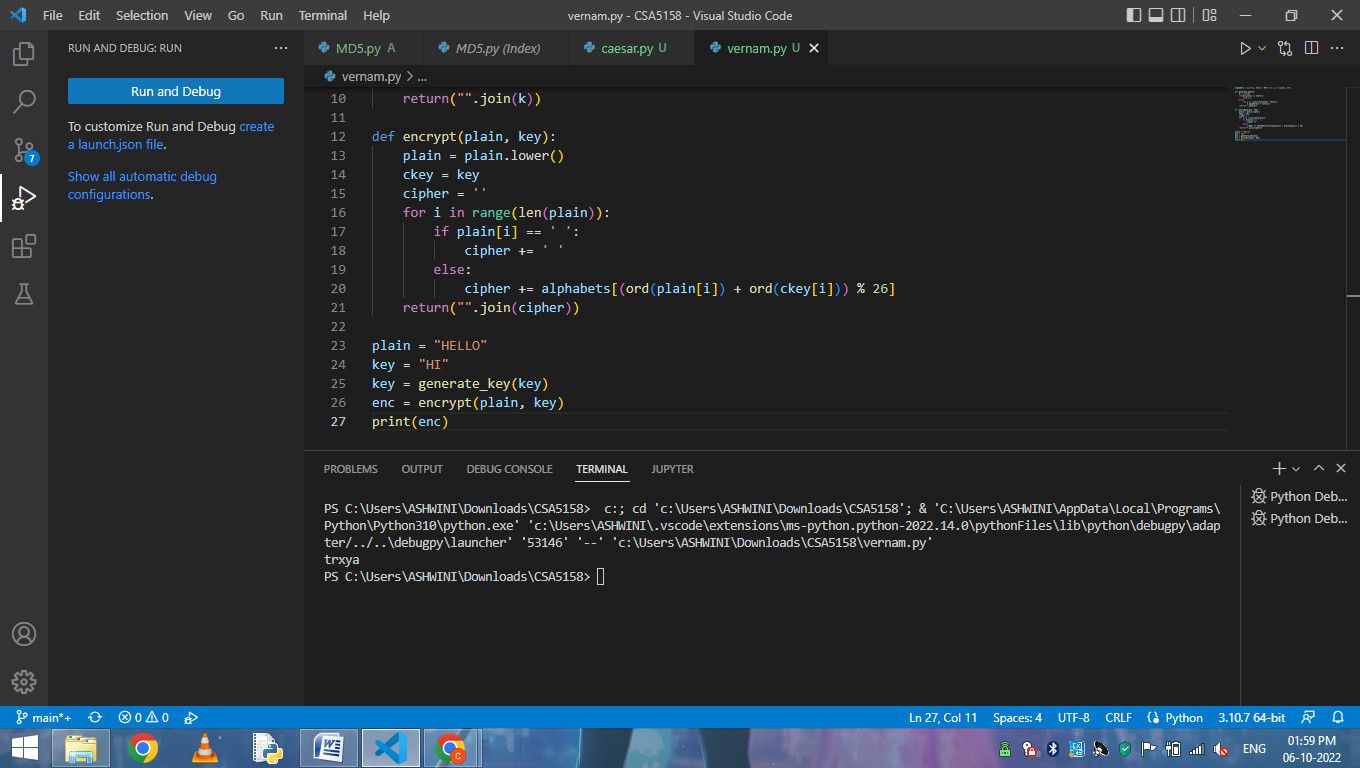 File Edit Selection View Go Run Terminal Help vernam.py - CSA5158 - Visual Studio Code
RUN AND DEBUG: RUN ...
MD5.py A MD5.py (Index) caesar.py U vernam.py U
vernam.py > ...
Run and Debug
To customize Run and Debug create
a launch.json file.
Show all automatic debug
configurations.
7
10 return("".join(k))
11
12 def encrypt(plain, key):
13 plain = plain.lower()
14 ckey = key
15 cipher = ''
16 for i in range(len(plain)):
17 if plain[i] == ' ':
18 cipher += ' '
19 else:
20 cipher += alphabets[(ord(plain[i]) + ord(ckey[i])) % 26]
21 return("".join(cipher))
22
23 plain = "HELLO"
24 key = "HI"
25 key = generate_key(key)
26 enc = encrypt(plain, key)
27 print(enc)
PROBLEMS OUTPUT DEBUG CONSOLE TERMINAL JUPYTER
PS C:\Users\ASHWINI\Downloads\CSA5158>  c:; cd 'c:\Users\ASHWINI\Downloads\CSA5158'; & 'C:\Users\ASHWINI\AppData\Local\Programs\
Python\Python310\python.exe' 'c:\Users\ASHWINI\.vscode\extensions\ms-python.python-2022.14.0\pythonFiles\lib\python\debugpy\adap
ter/../..\debugpy\launcher' '53146' '--' 'c:\Users\ASHWINI\Downloads\CSA5158\vernam.py'
trxya
PS C:\Users\ASHWINI\Downloads\CSA5158>
Python Deb...
Python Deb...
main*+ 0 0 Ln 27, Col 11 Spaces: 4 UTF-8 CRLF Python 3.10.7 64-bit
ENG 01:59 PM
06-10-2022